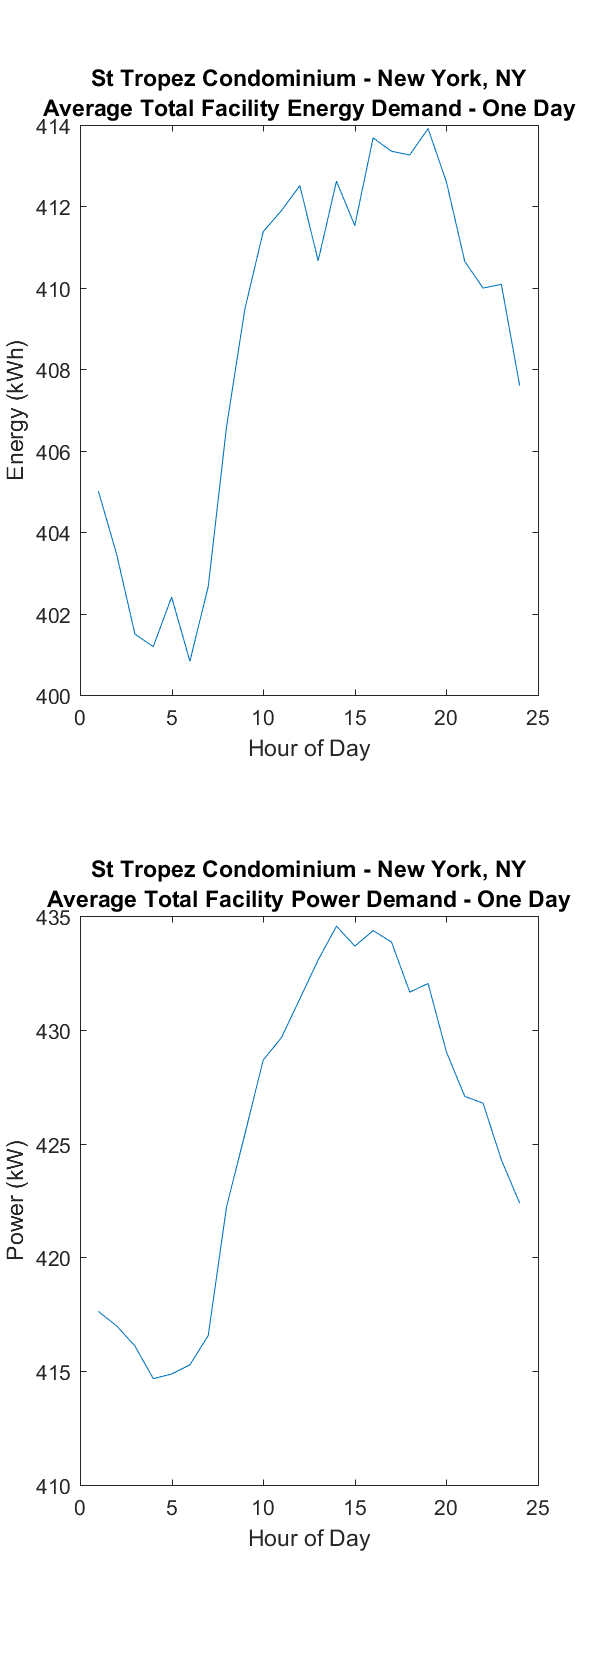 St Tropez Condominium - New York, NY
Average Total Facility Energy Demand - One Day
414
412
410
408
406
404
402
400
Energy (kWh)
0 5 10 15 20 25
Hour of Day
St Tropez Condominium - New York, NY
Average Total Facility Power Demand - One Day
435
430
425
420
415
410
Power (kW)
0 5 10 15 20 25
Hour of Day